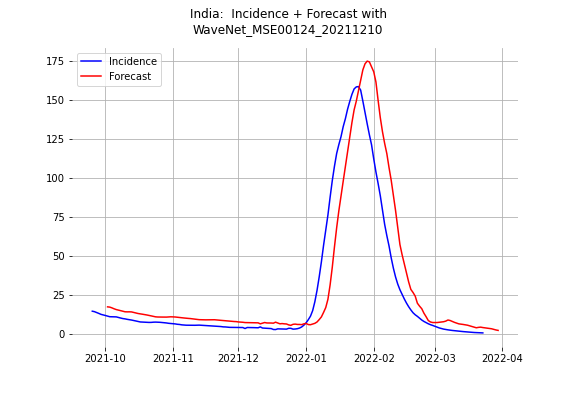 India:  Incidence + Forecast with
WaveNet_MSE00124_20211210
Incidence
Forecast
175
150
125
100
75
50
25
0
2021-10 2021-11 2021-12 2022-01 2022-02 2022-03 2022-04